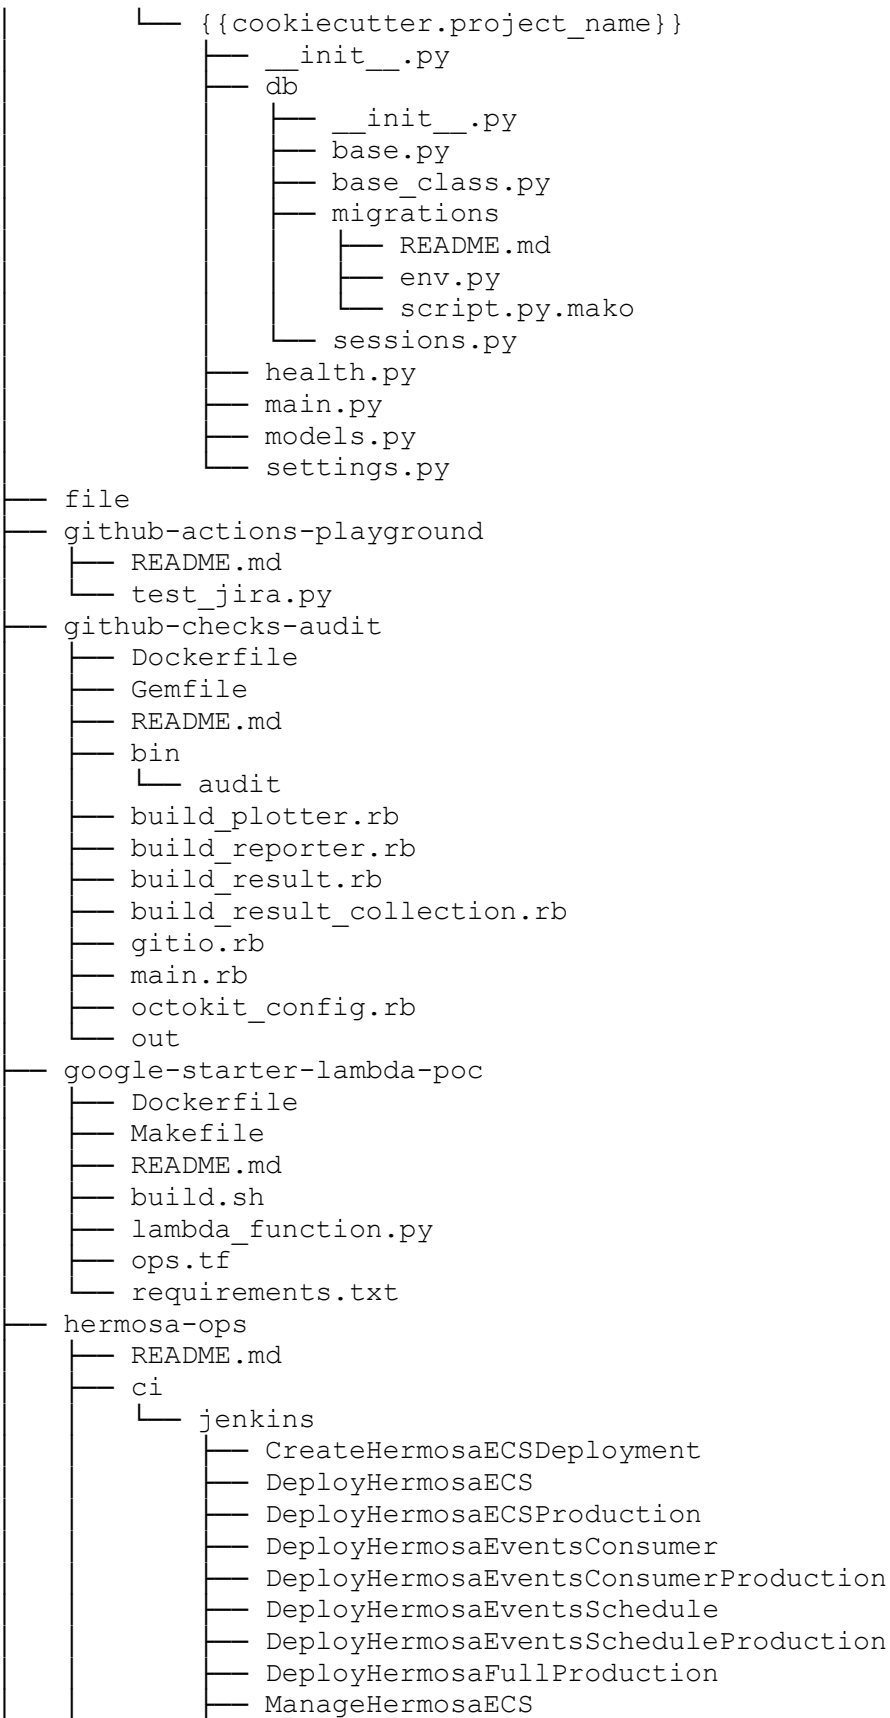 │       └── {{cookiecutter.project_name}}
│           ├── __init__.py
│           ├── db
│           │   ├── __init__.py
│           │   ├── base.py
│           │   ├── base_class.py
│           │   ├── migrations
│           │   │   ├── README.md
│           │   │   ├── env.py
│           │   │   └── script.py.mako
│           │   └── sessions.py
│           ├── health.py
│           ├── main.py
│           ├── models.py
│           └── settings.py
├── file
├── github-actions-playground
│   ├── README.md
│   └── test_jira.py
├── github-checks-audit
│   ├── Dockerfile
│   ├── Gemfile
│   ├── README.md
│   ├── bin
│   │   └── audit
│   ├── build_plotter.rb
│   ├── build_reporter.rb
│   ├── build_result.rb
│   ├── build_result_collection.rb
│   ├── gitio.rb
│   ├── main.rb
│   ├── octokit_config.rb
│   └── out
├── google-starter-lambda-poc
│   ├── Dockerfile
│   ├── Makefile
│   ├── README.md
│   ├── build.sh
│   ├── lambda_function.py
│   ├── ops.tf
│   └── requirements.txt
├── hermosa-ops
│   ├── README.md
│   ├── ci
│   │   └── jenkins
│   │       ├── CreateHermosaECSDeployment
│   │       ├── DeployHermosaECS
│   │       ├── DeployHermosaECSProduction
│   │       ├── DeployHermosaEventsConsumer
│   │       ├── DeployHermosaEventsConsumerProduction
│   │       ├── DeployHermosaEventsSchedule
│   │       ├── DeployHermosaEventsScheduleProduction
│   │       ├── DeployHermosaFullProduction
│   │       ├── ManageHermosaECS